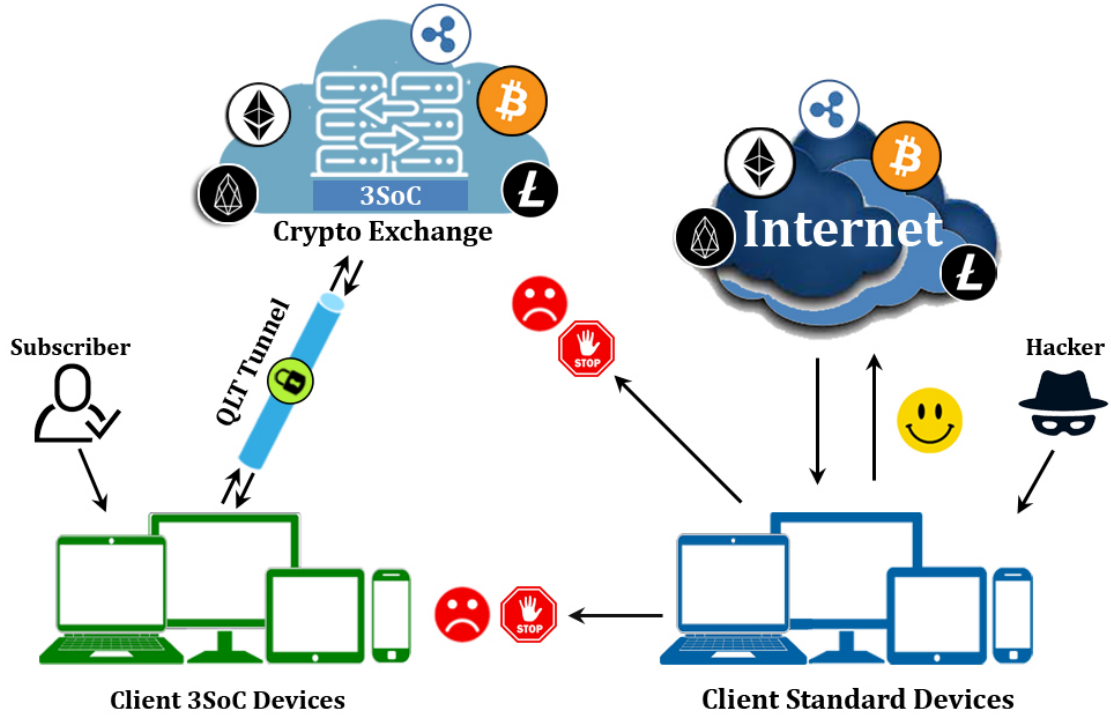 3SoC
Crypto Exchange
Internet
QLT Tunnel
STOP
Subscriber
Hacker
STOP
Client 3SoC Devices
Client Standard Devices